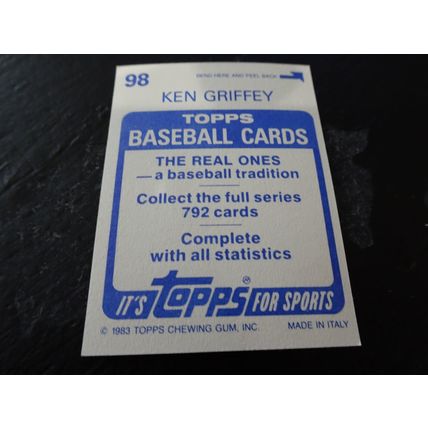 98 BEND HERE AND PEEL BACK
KEN GRIFFEY
TOPPS
BASEBALL CARDS
THE REAL ONES
— a baseball tradition
Collect the full series
792 cards
Complete
with all statistics
IT'S topps® FOR SPORTS
© 1983 TOPPS CHEWING GUM, INC. MADE IN ITALY